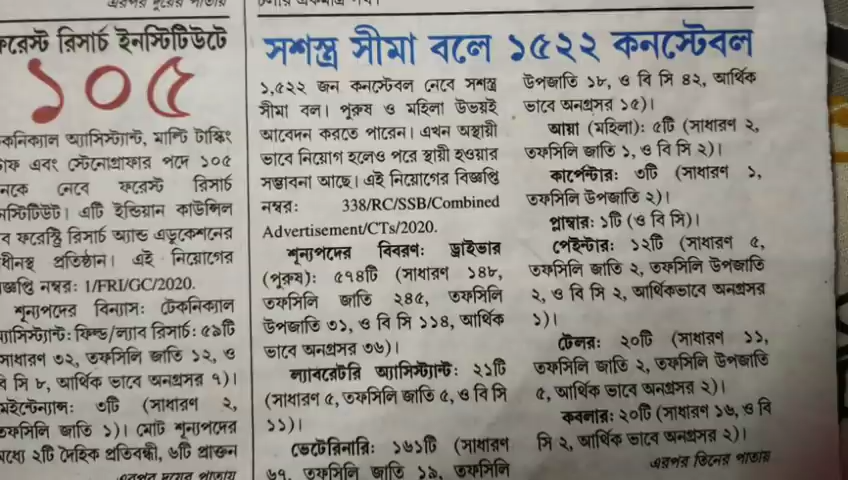 এরপর দুয়ের পাতায়
ফরেস্ট রিসার্চ ইনস্টিটিউটে
১০৫
কনিক্যাল অ্যাসিস্ট্যান্ট, মাল্টি টাস্কিং
এবং স্টেনোগ্রাফার পদে ১০৫
নেবে ফরেস্ট রিসার্চ
এটি ইন্ডিয়ান কাউন্সিল
ফরেস্ট্রি রিসার্চ অ্যান্ড এডুকেশনের
প্রতিষ্ঠান। এই নিয়োগের
নম্বর: 1/FRI/GC/2020.
শূন্যপদের বিন্যাস: টেকনিক্যাল
ফিল্ড/ল্যাব রিসার্চ: ৫৯টি
সাধারণ ৩২, তফসিলি জাতি ১২, ও
বি সি ৮, আর্থিক ভাবে অনগ্রসর ৭)।
৩টি (সাধারণ ২,
তফসিলি জাতি ১)। মোট শূন্যপদের
মধ্যে ২টি দৈহিক প্রতিবন্ধী, ৬টি প্রাক্তন
এরপর দুয়ের পাতায়
সশস্ত্র সীমা বলে ১৫২২ কনস্টেবল
১,৫২২ জন কনস্টেবল নেবে সশস্ত্র
সীমা বল। পুরুষ ও মহিলা উভয়ই
আবেদন করতে পারেন। এখন অস্থায়ী
ভাবে নিয়োগ হলেও পরে স্থায়ী হওয়ার
সম্ভাবনা আছে। এই নিয়োগের বিজ্ঞপ্তি
নম্বর: 338/RC/SSB/Combined
Advertisement/CTs/2020.
শূন্যপদের বিবরণ: ড্রাইভার
(পুরুষ): ৫৭৪টি (সাধারণ ১৪৮,
তফসিলি জাতি ২৪৫, তফসিলি
উপজাতি ৩১, ও বি সি ১১৪, আর্থিক
ভাবে অনগ্রসর ৩৬)।
ল্যাবরেটরি অ্যাসিস্ট্যান্ট: ২১টি
(সাধারণ ৫, তফসিলি জাতি ৫, ও বি সি
১১)।
ভেটেরিনারি: ১৬১টি (সাধারণ
৬৭, তফসিলি জাতি ১৯, তফসিলি
উপজাতি ১৮, ও বি সি ৪২, আর্থিক
ভাবে অনগ্রসর ১৫)।
আয়া (মহিলা): ৫টি (সাধারণ ২,
তফসিলি জাতি ১, ও বি সি ২)।
কার্পেন্টার: ৩টি (সাধারণ ১,
তফসিলি উপজাতি ২)।
প্লাম্বার: ১টি (ও বি সি)।
পেইন্টার: ১২টি (সাধারণ ৫,
তফসিলি জাতি ২, তফসিলি উপজাতি
২, ও বি সি ২, আর্থিকভাবে অনগ্রসর
১)।
টেলর: ২০টি (সাধারণ ১১,
তফসিলি জাতি ২, তফসিলি উপজাতি
৫, আর্থিক ভাবে অনগ্রসর ২)।
কবলার: ২০টি (সাধারণ ১৬, ও বি
সি ২, আর্থিক ভাবে অনগ্রসর ২)।
এরপর তিনের পাতায়